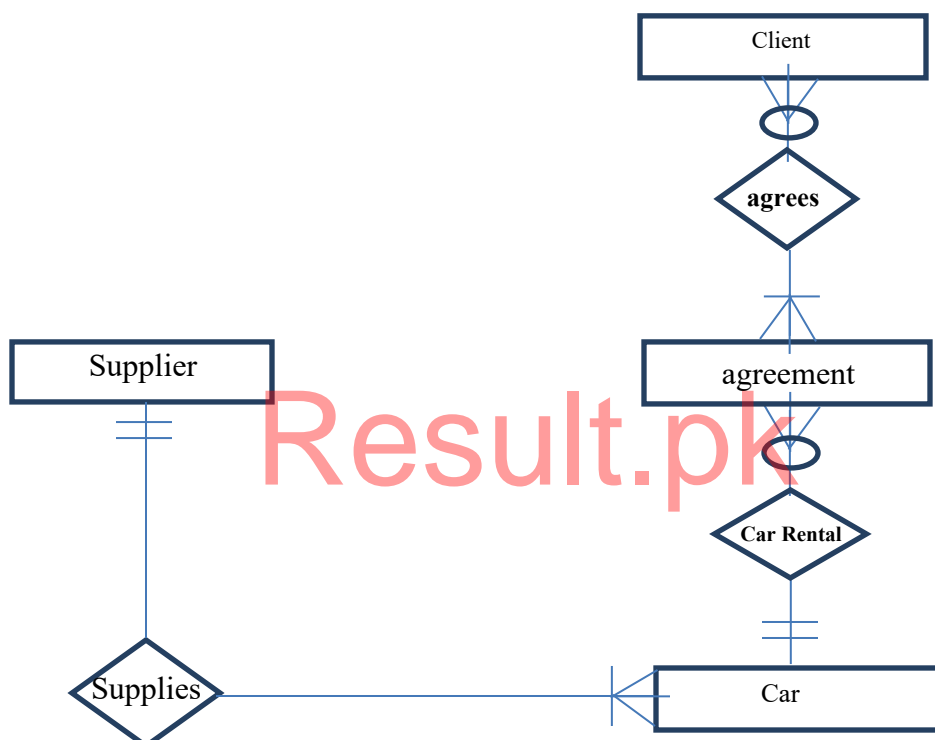 Client
agrees
Supplier
agreement
Result.pk
Car Rental
Supplies
Car